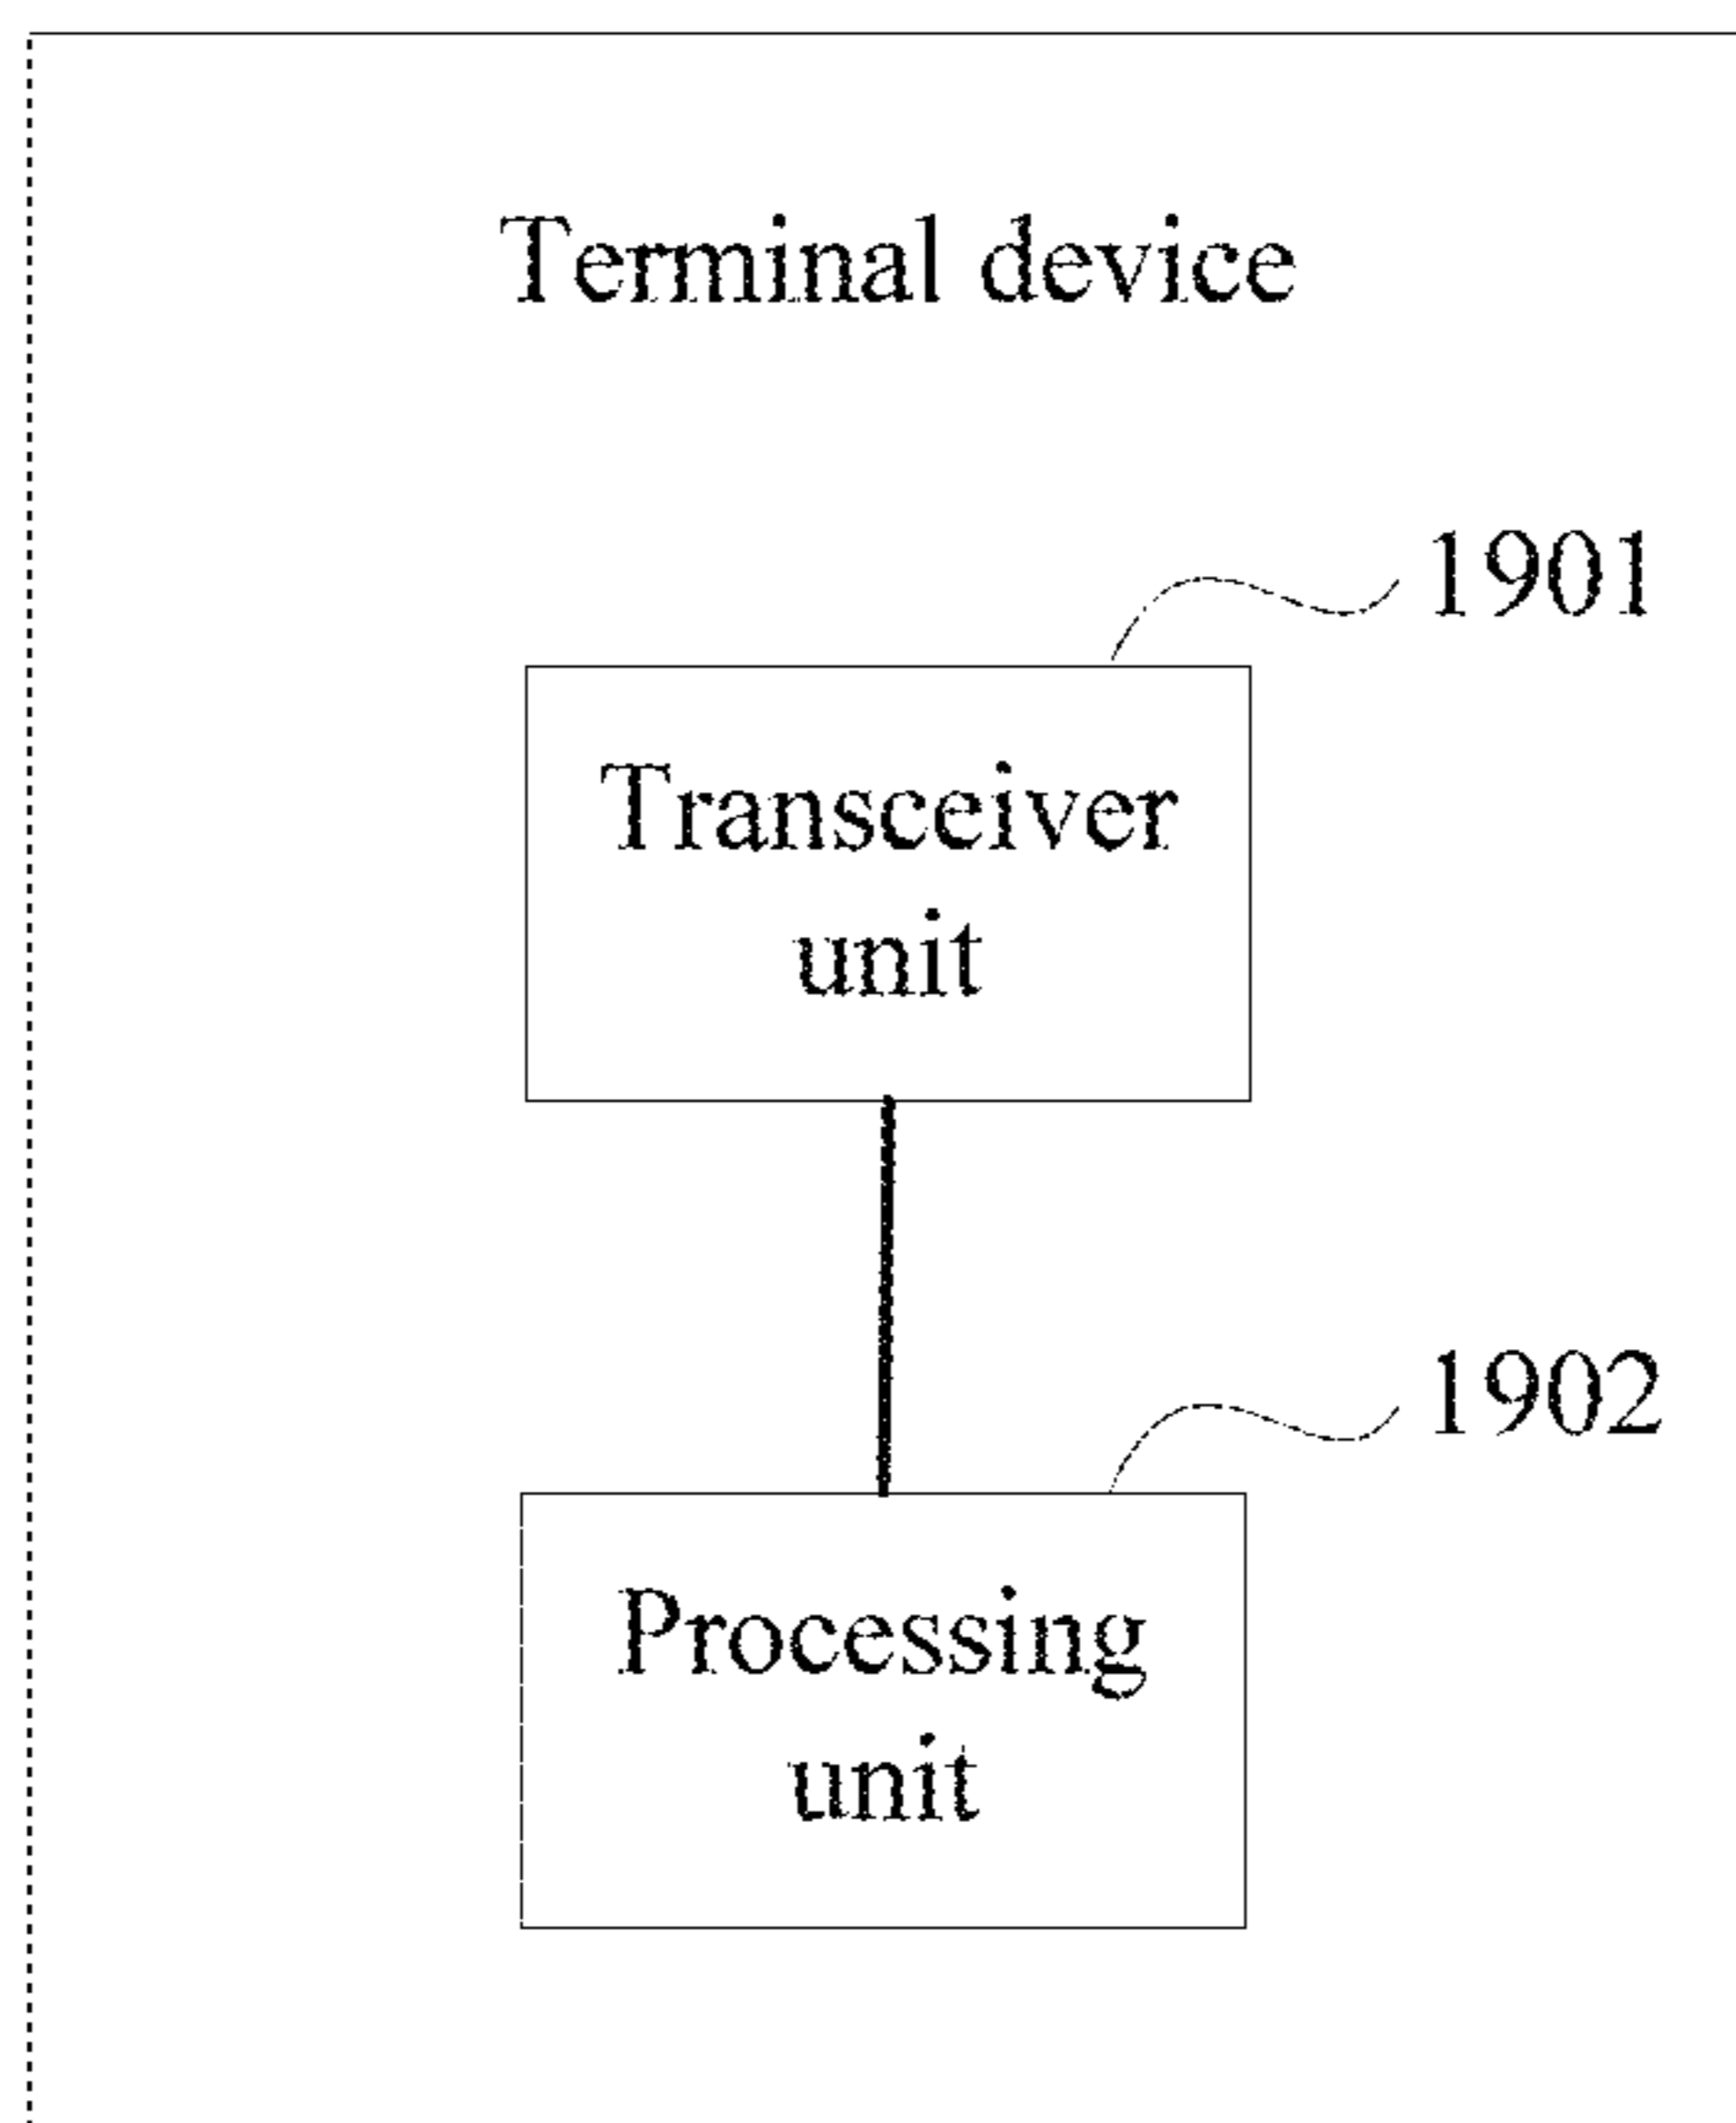 Terminal device
1901
Transceiver
unit
1902
Processing
unit